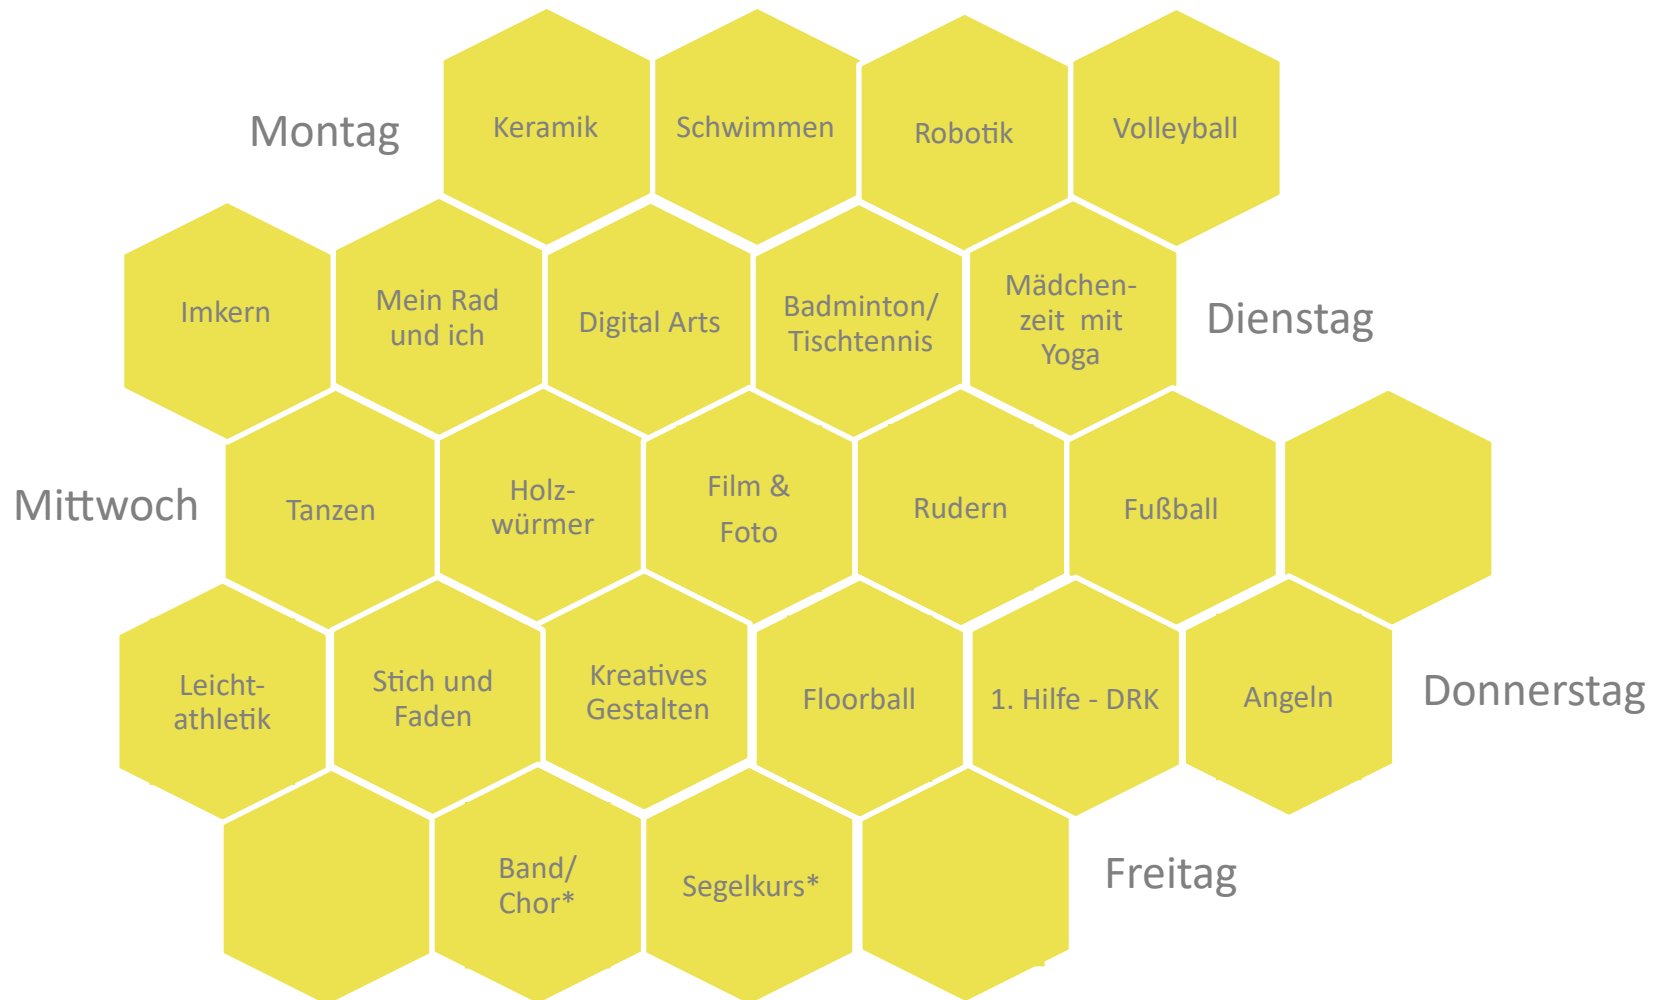 Montag
Keramik
Schwimmen
Robotik
Volleyball
Imkern
Mein Rad
und ich
Digital Arts
Badminton/
Tischtennis
Mädchen-
zeit mit
Yoga
Dienstag
Mittwoch
Tanzen
Holz-
würmer
Film &
Foto
Rudern
Fußball
Leicht-
athletik
Stich und
Faden
Kreatives
Gestalten
Floorball
1. Hilfe - DRK
Angeln
Donnerstag
Band/
Chor*
Segelkurs*
Freitag